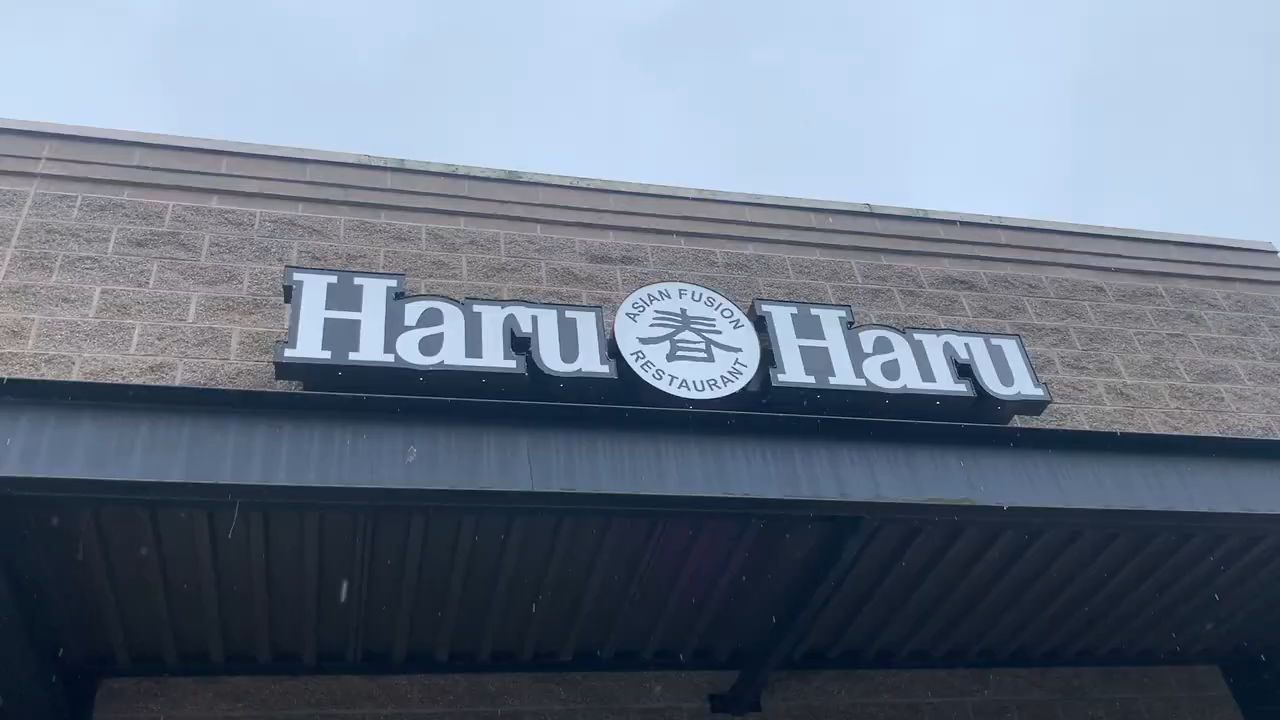 Haru
ASIAN FUSION
春
RESTAURANT
Haru